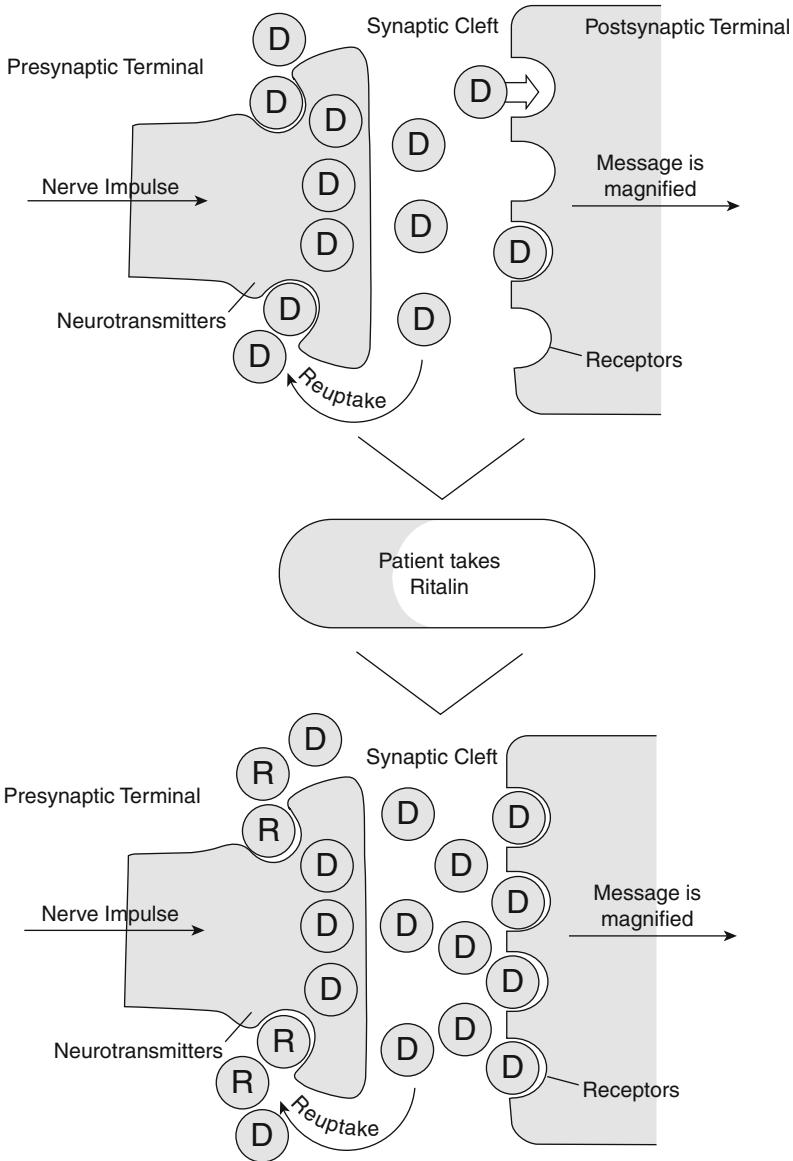 D
Synaptic Cleft
Postsynaptic Terminal
Presynaptic Terminal
D
D
D
D
D
Nerve Impulse
D
Message is
magnified
D
D
D
D
Neurotransmitters
D
D
Receptors
Reuptake
Patient takes
Ritalin
D
Synaptic Cleft
R
Presynaptic Terminal
D
D
R
D
D
D
Nerve Impulse
D
D
Message is
magnified
D
D
D
R
D
Neurotransmitters
D
D
R
Receptors
Reuptake
D